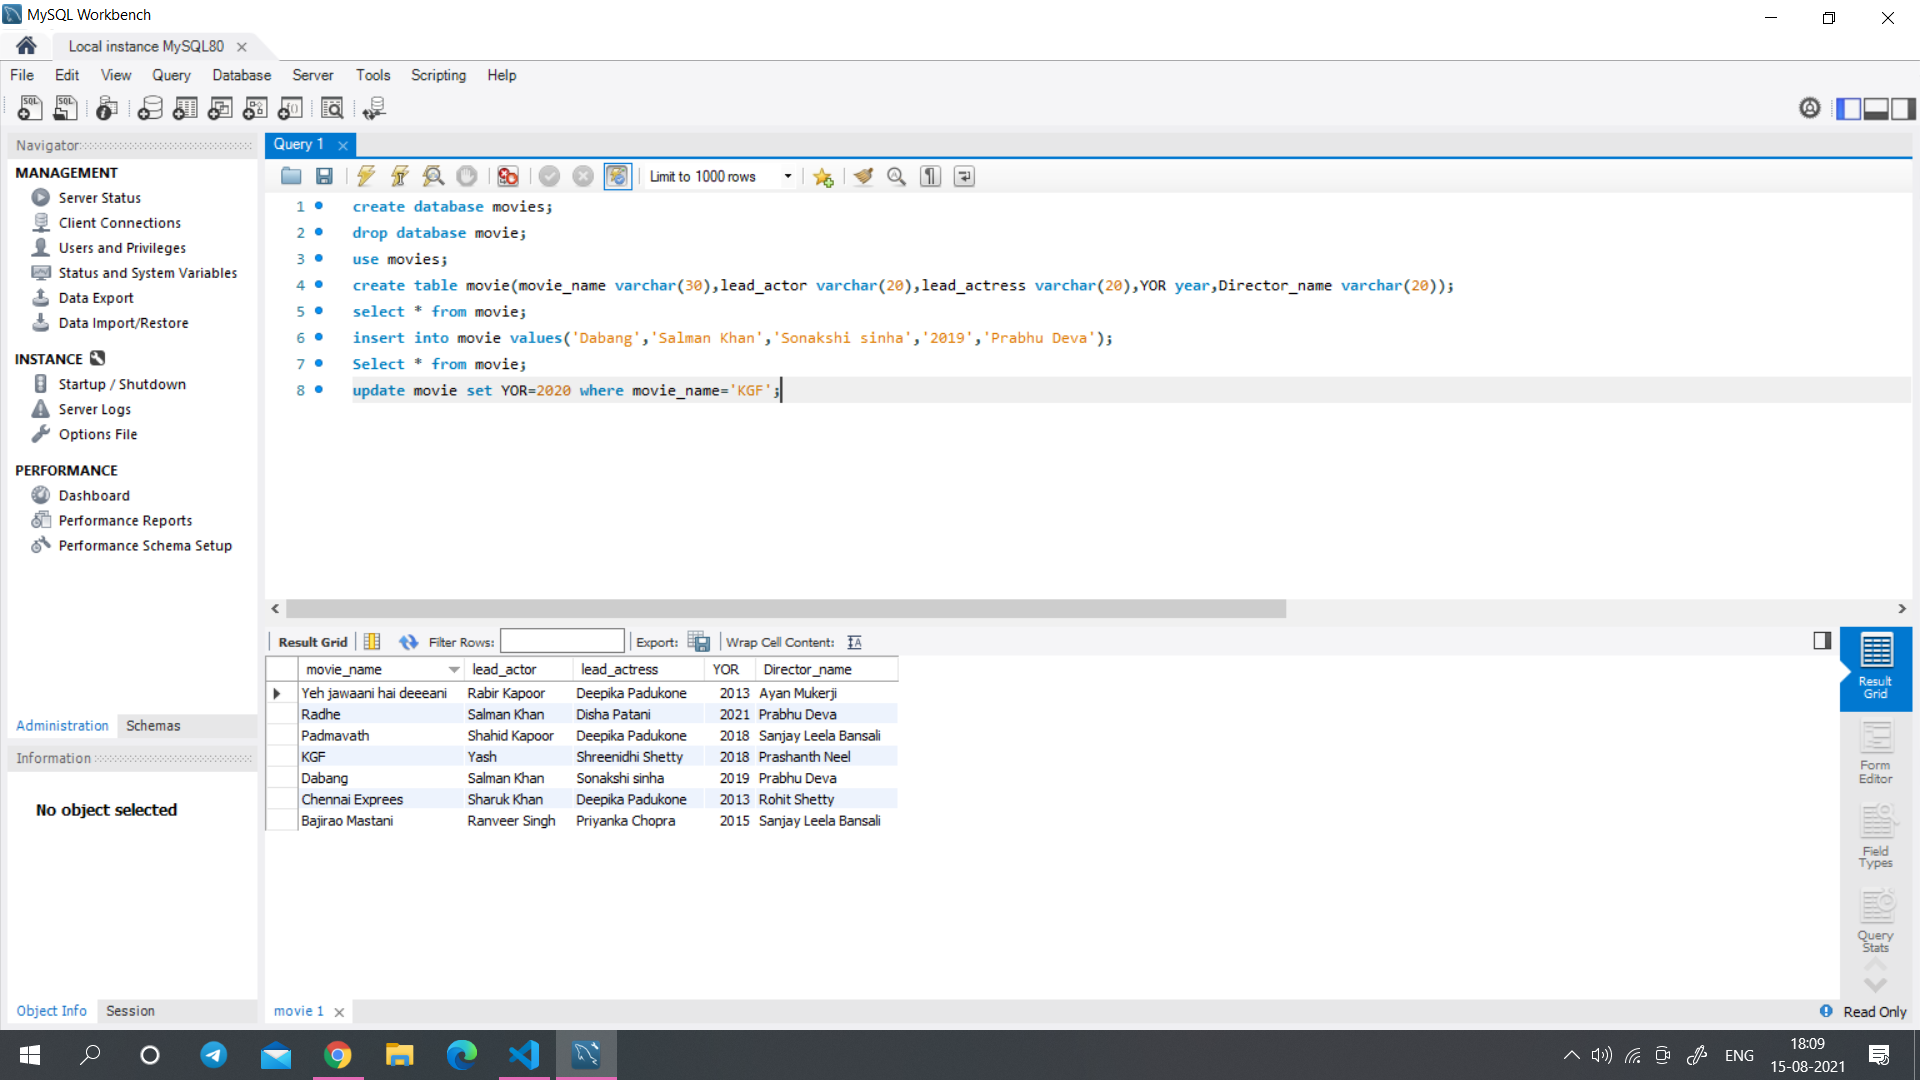 MySQL Workbench
Local instance MySQL80
File Edit View Query Database Server Tools Scripting Help
Navigator
MANAGEMENT
Server Status
Client Connections
Users and Privileges
Status and System Variables
Data Export
Data Import/Restore
INSTANCE
Startup / Shutdown
Server Logs
Options File
PERFORMANCE
Dashboard
Performance Reports
Performance Schema Setup
Administration Schemas
Information
No object selected
Object Info Session
Query 1
Limit to 1000 rows
1 create database movies;
2 drop database movie;
3 use movies;
4 create table movie(movie_name varchar(30),lead_actor varchar(20),lead_actress varchar(20),YOR year,Director_name varchar(20));
5 select * from movie;
6 insert into movie values('Dabang','Salman Khan','Sonakshi sinha','2019','Prabhu Deva');
7 Select * from movie;
8 update movie set YOR=2020 where movie_name='KGF';
Result Grid Filter Rows: Export: Wrap Cell Content:
movie_name lead_actor lead_actress YOR Director_name
Yeh jawaani hai deeeani Rabir Kapoor Deepika Padukone 2013 Ayan Mukerji
Radhe Salman Khan Disha Patani 2021 Prabhu Deva
Padmavath Shahid Kapoor Deepika Padukone 2018 Sanjay Leela Bansali
KGF Yash Shreenidhi Shetty 2018 Prashanth Neel
Dabang Salman Khan Sonakshi sinha 2019 Prabhu Deva
Chennai Exprees Sharuk Khan Deepika Padukone 2013 Rohit Shetty
Bajirao Mastani Ranveer Singh Priyanka Chopra 2015 Sanjay Leela Bansali
Result
Grid
Form
Editor
Field
Types
Query
Stats
movie 1
Read Only
ENG
18:09
15-08-2021